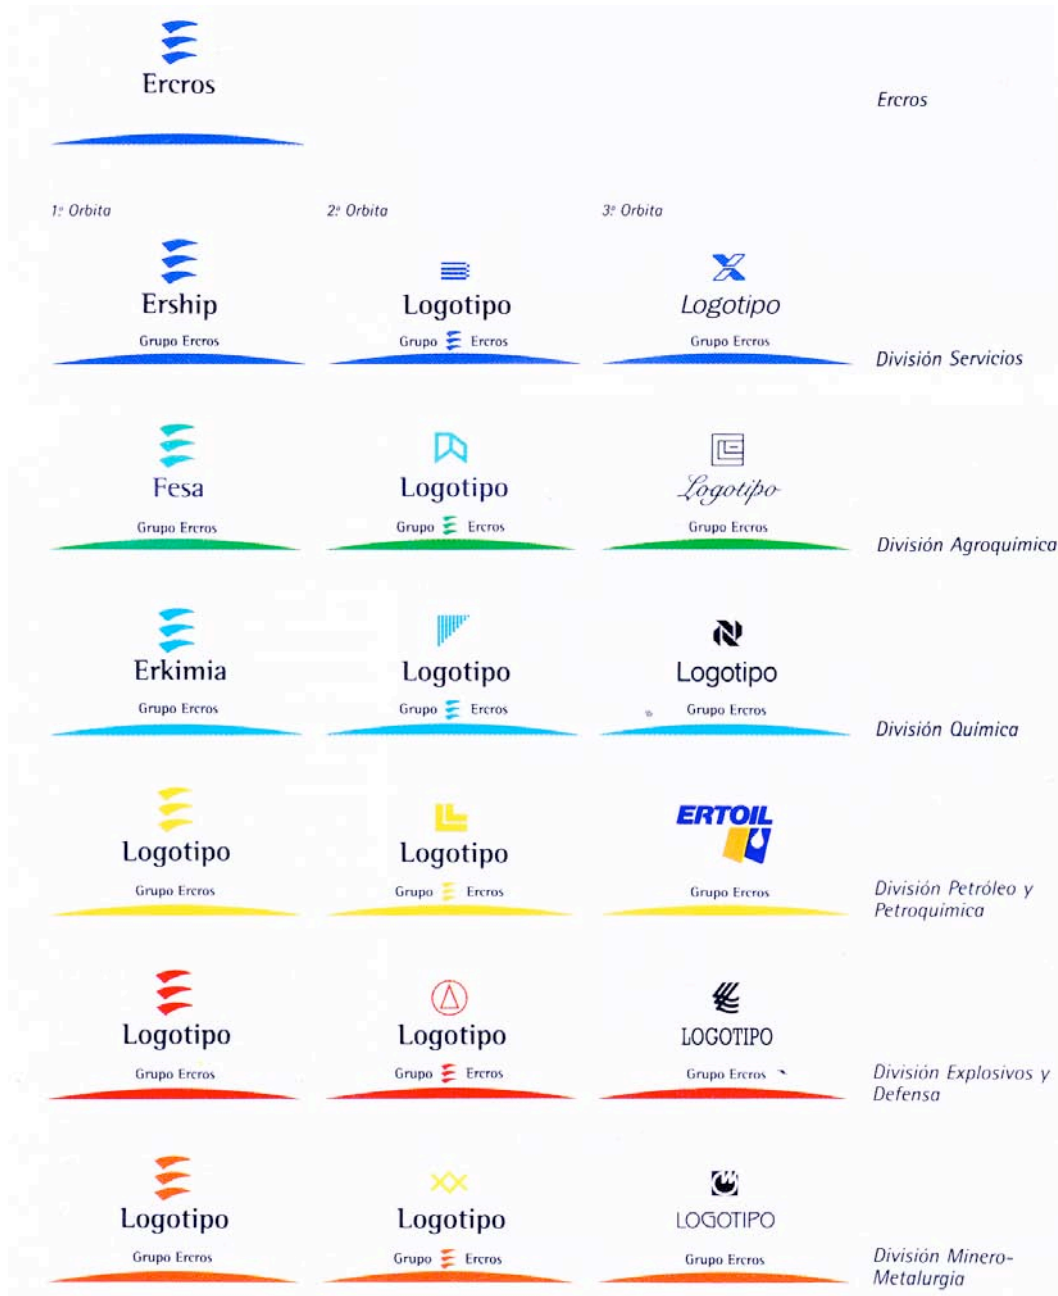 Ercros
Ercros
1.ª Orbita 2.ª Orbita 3.ª Orbita
Ership Logotipo Logotipo
Grupo Ercros Grupo Ercros Grupo Ercros
División Servicios
Fesa Logotipo Logotipo
Grupo Ercros Grupo Ercros Grupo Ercros
División Agroquímica
Erkimia Logotipo Logotipo
Grupo Ercros Grupo Ercros Grupo Ercros
División Química
ERTOIL
Logotipo Logotipo
Grupo Ercros Grupo Ercros Grupo Ercros
División Petróleo y
Petroquímica
Logotipo Logotipo LOGOTIPO
Grupo Ercros Grupo Ercros Grupo Ercros
División Explosivos y
Defensa
Logotipo Logotipo LOGOTIPO
Grupo Ercros Grupo Ercros Grupo Ercros
División Minero-
Metalurgia